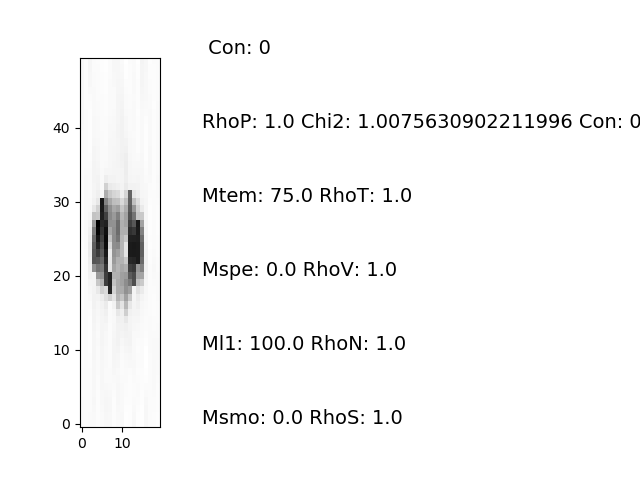 Con: 0
RhoP: 1.0 Chi2: 1.0075630902211996 Con: 0
Mtem: 75.0 RhoT: 1.0
Mspe: 0.0 RhoV: 1.0
Ml1: 100.0 RhoN: 1.0
Msmo: 0.0 RhoS: 1.0
40
30
20
10
0
0 10